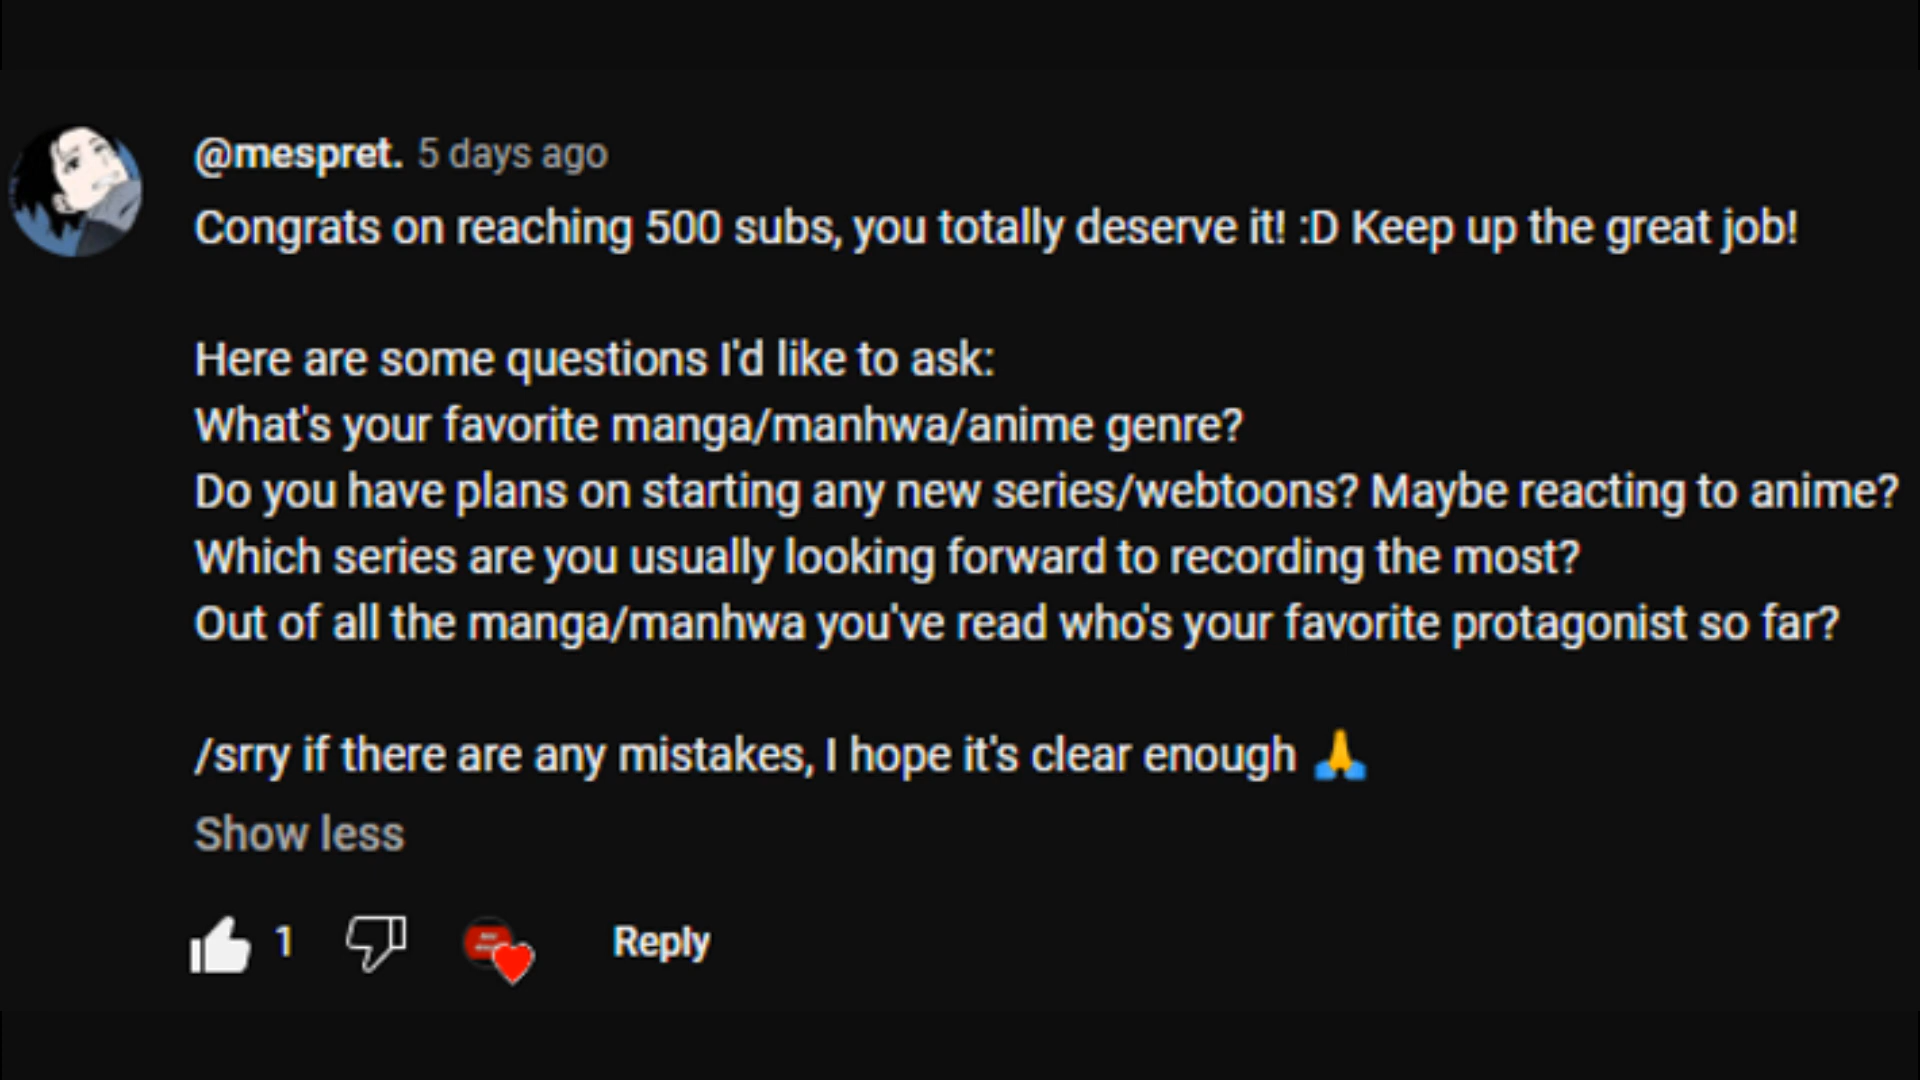 @mespret. 5 days ago
Congrats on reaching 500 subs, you totally deserve it! :D Keep up the great job!
Here are some questions I'd like to ask:
What's your favorite manga/manhwa/anime genre?
Do you have plans on starting any new series/webtoons? Maybe reacting to anime?
Which series are you usually looking forward to recording the most?
Out of all the manga/manhwa you've read who's your favorite protagonist so far?
/srry if there are any mistakes, I hope it's clear enough 🙏
Show less
1 Reply